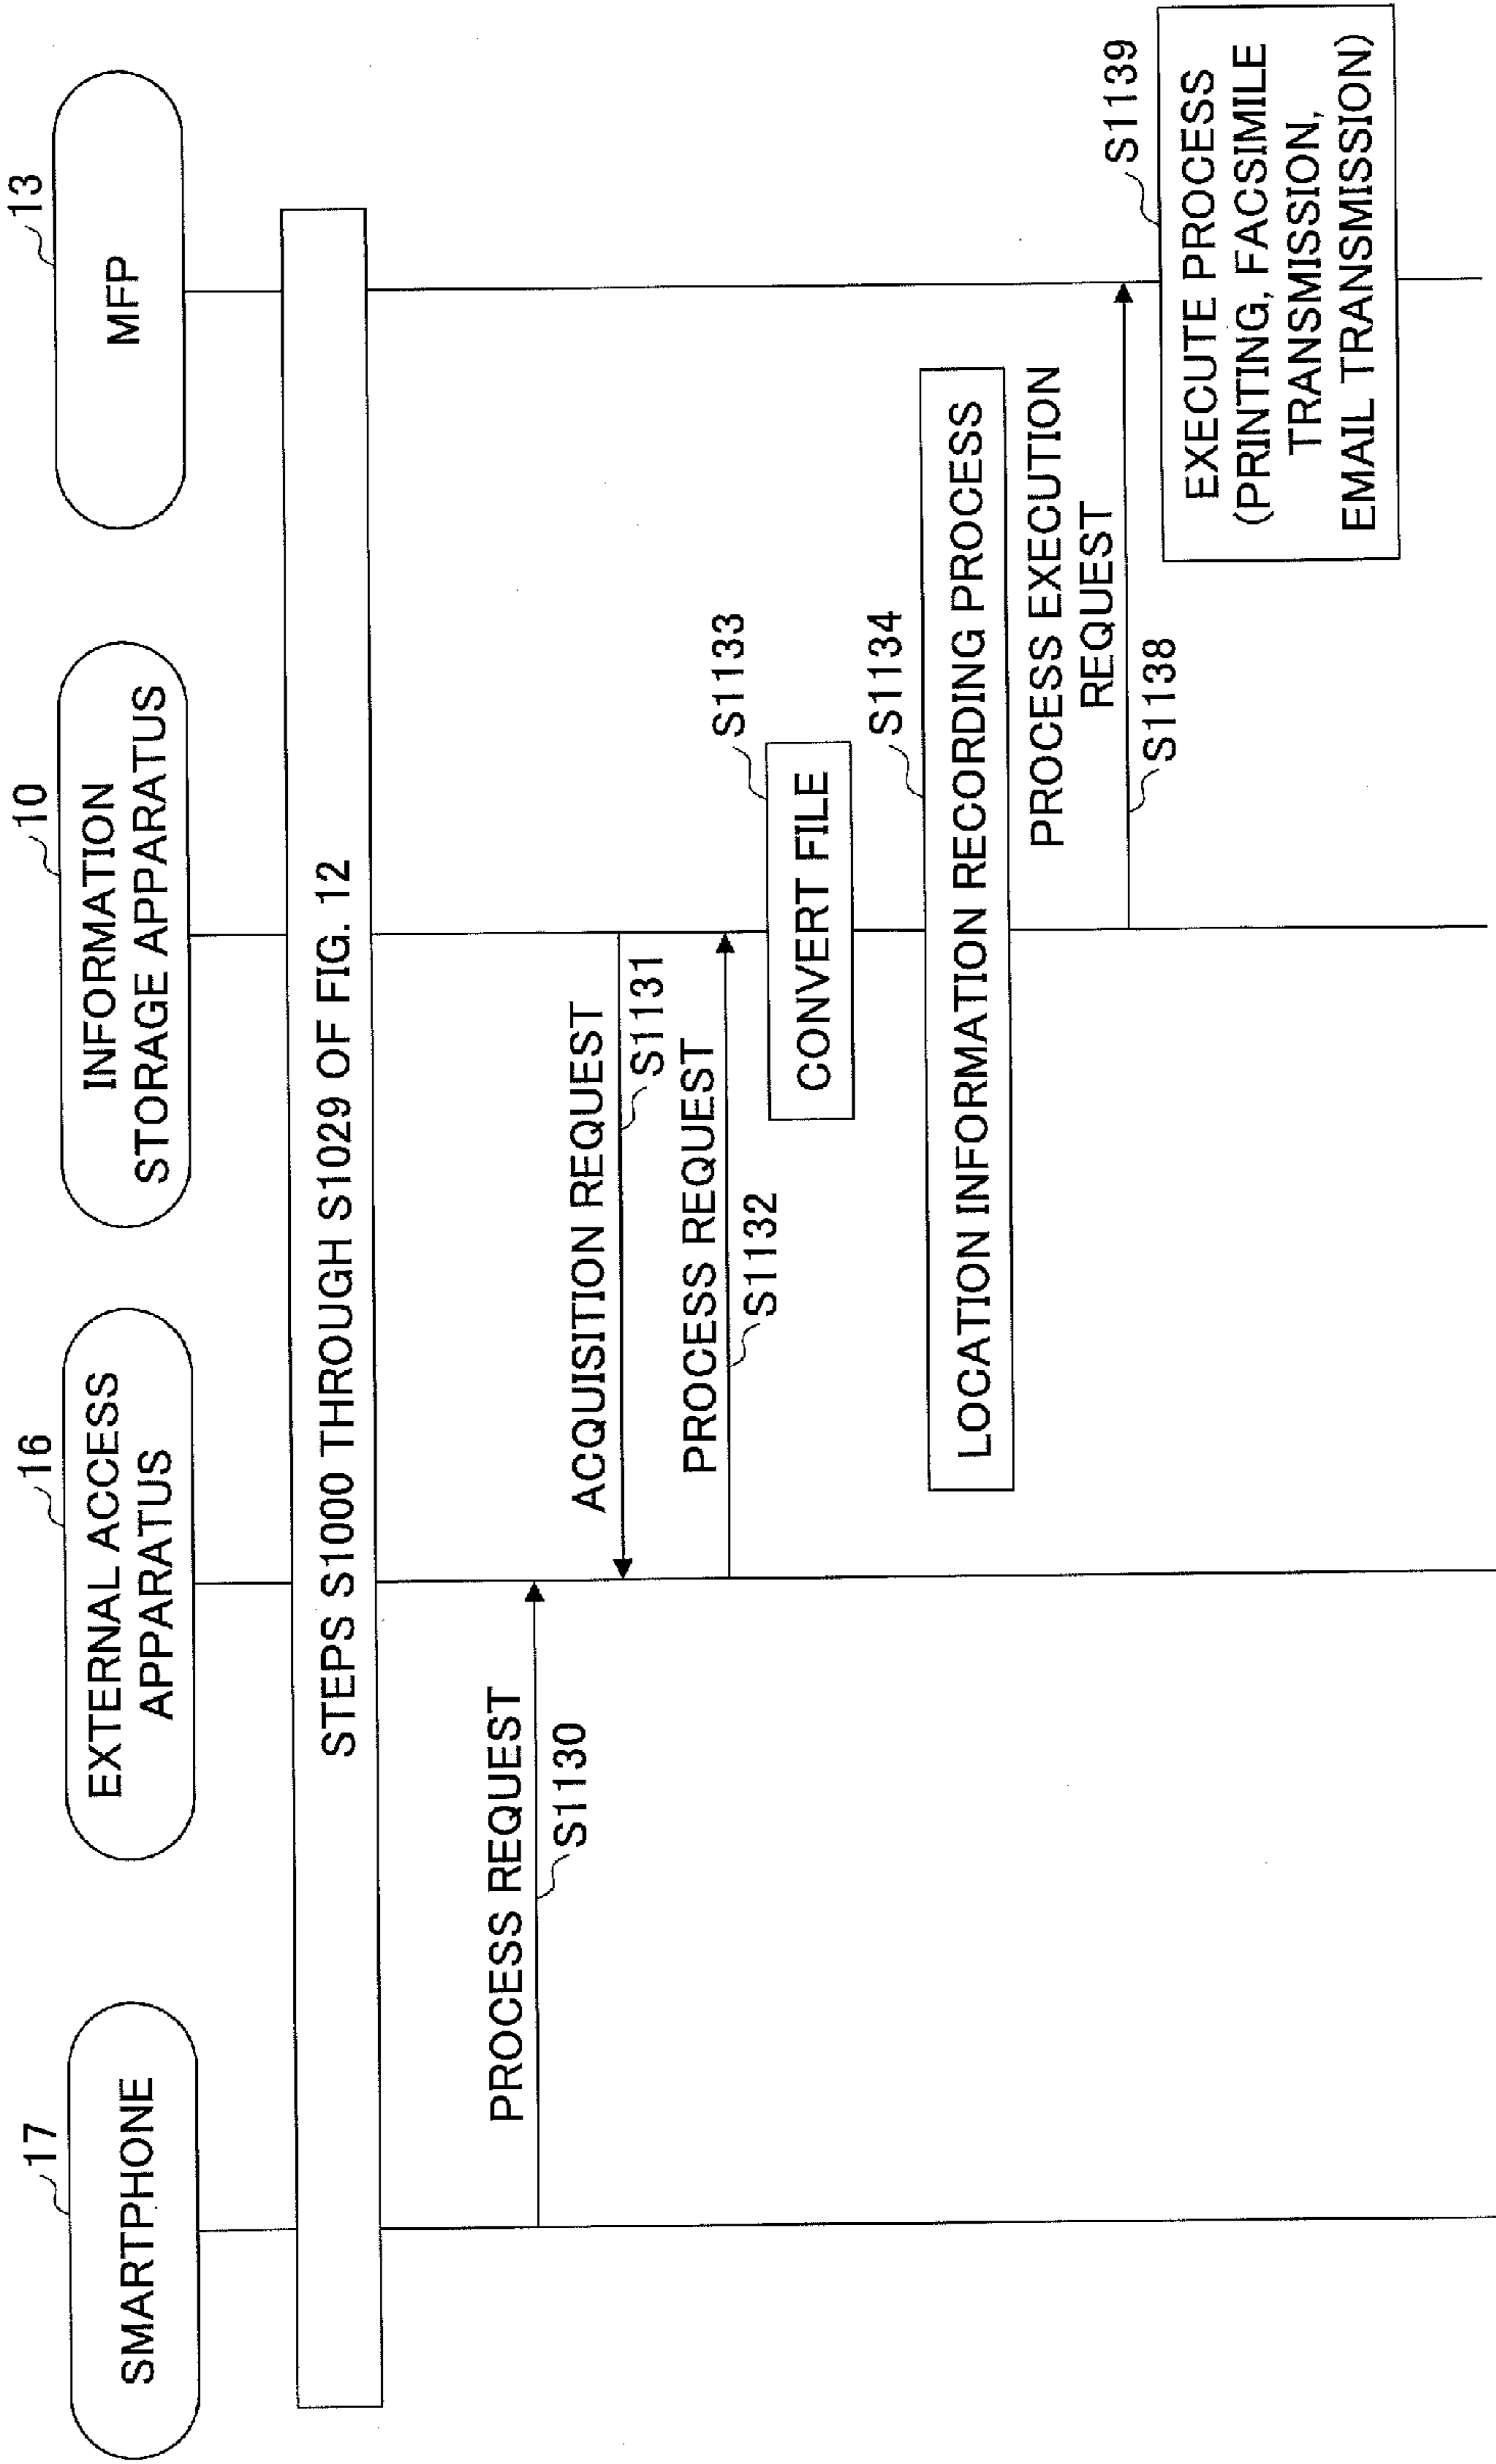 17
SMARTPHONE
16
EXTERNAL ACCESS
APPARATUS
10
INFORMATION
STORAGE APPARATUS
13
MFP
STEPS S1000 THROUGH S1029 OF FIG. 12
PROCESS REQUEST
S1130
ACQUISITION REQUEST
S1131
PROCESS REQUEST
S1132
S1133
CONVERT FILE
S1134
LOCATION INFORMATION RECORDING PROCESS
PROCESS EXECUTION
REQUEST
S1138
S1139
EXECUTE PROCESS
(PRINTING, FACSIMILE
TRANSMISSION,
EMAIL TRANSMISSION)